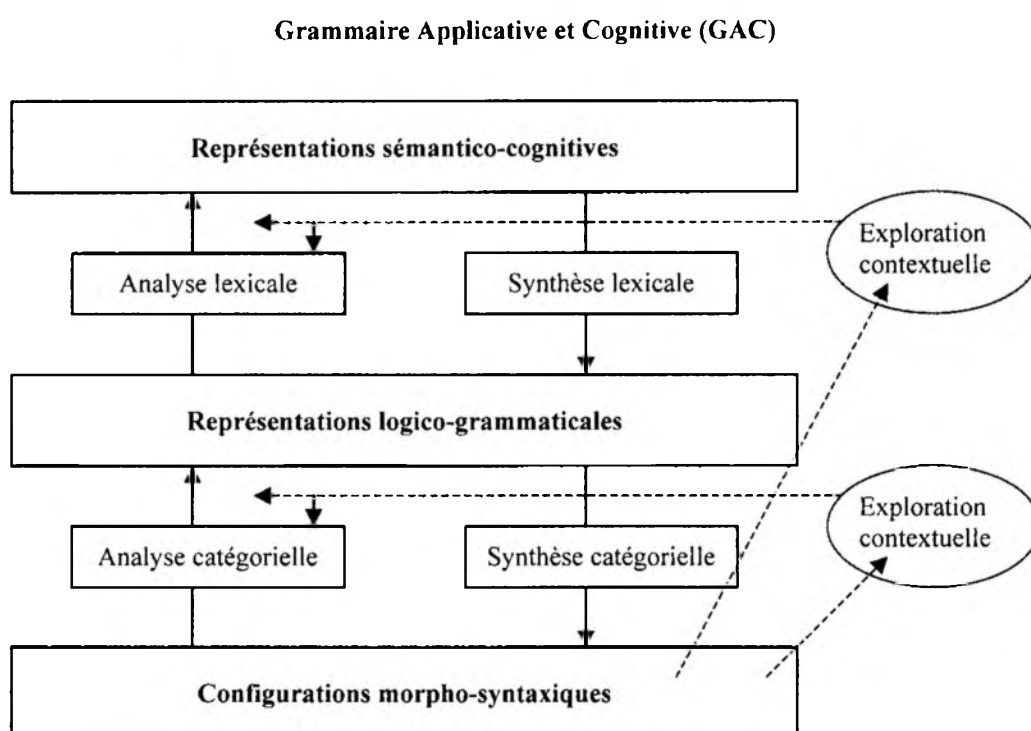 Grammaire Applicative et Cognitive (GAC)
Représentations sémantico-cognitives
Exploration
contextuelle
Analyse lexicale
Synthèse lexicale
Représentations logico-grammaticales
Exploration
contextuelle
Analyse catégorielle
Synthèse catégorielle
Configurations morpho-syntaxiques